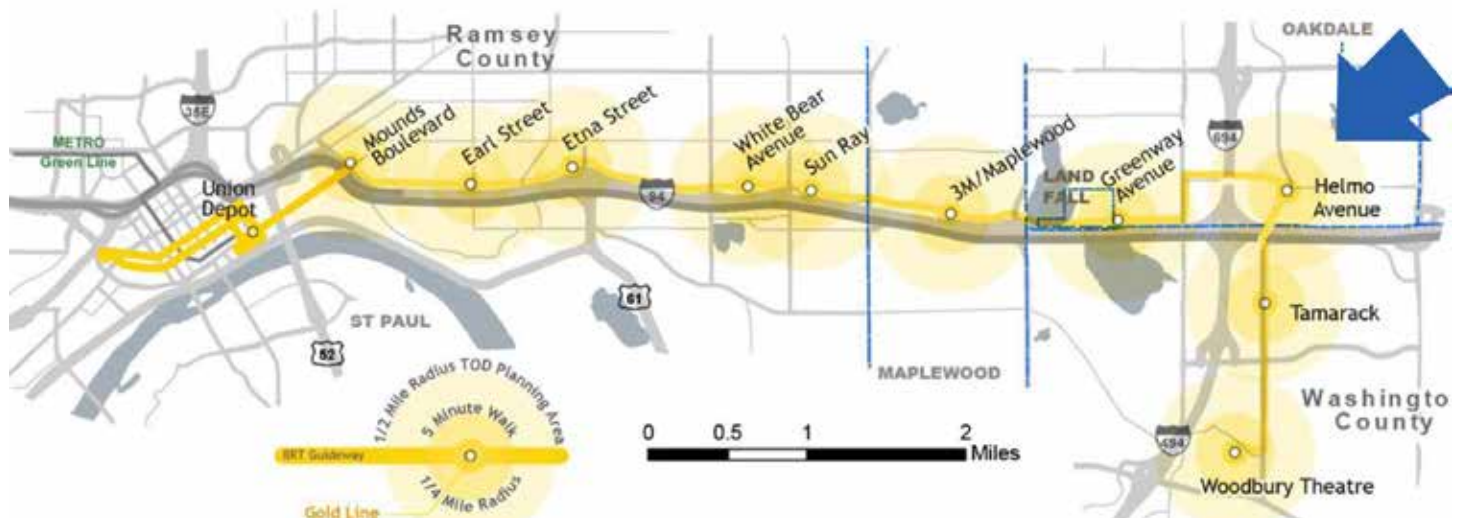 Ramsey
County
OAKDALE
35E
METRO
Green Line
Union
Depot
Mounds
Boulevard
Earl Street
Etna Street
94
White Bear
Avenue
Sun Ray
3M/Maplewood
LAND
FALL
Greenway
Avenue
694
Helmo
Avenue
61
ST PAUL
52
MAPLEWOOD
Tamarack
Washingto
County
494
Woodbury Theatre
1/2 Mile Radius TOD Planning Area
5 Minute Walk
BRT Guideway
1/4 Mile Radius
Gold Line
0 0.5 1 2
Miles